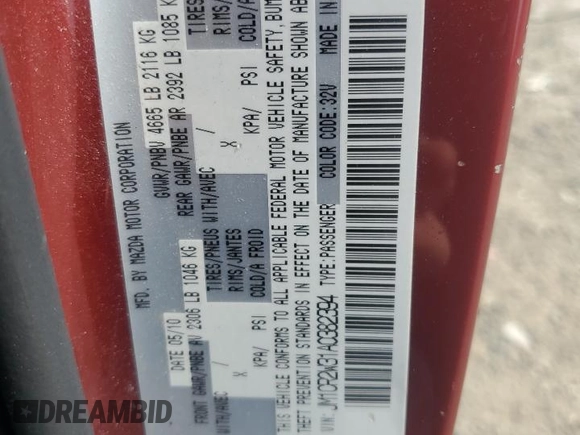 MFD. BY MAZDA MOTOR CORPORATION
DATE 05/10
GVWR/PNBV 4665 LB 2116 KG
FRONT GAWR/PNBE AV 2306 LB 1046 KG
REAR GAWR/PNBE AR 2392 LB 1085 KG
WITH/AVEC
TIRES/PNEUS WITH/AVEC
TIRES
X
RIMS/JANTES
X
RIMS/
KPA/ PSI
COLD/A FROID
KPA/ PSI
COLD/A
THIS VEHICLE CONFORMS TO ALL APPLICABLE FEDERAL MOTOR VEHICLE SAFETY, BUM
THEFT PREVENTION STANDARDS IN EFFECT ON THE DATE OF MANUFACTURE SHOWN AB
VIN: JM1CR2W31A0382394 TYPE:PASSENGER COLOR CODE:32V MADE IN
REDCARS